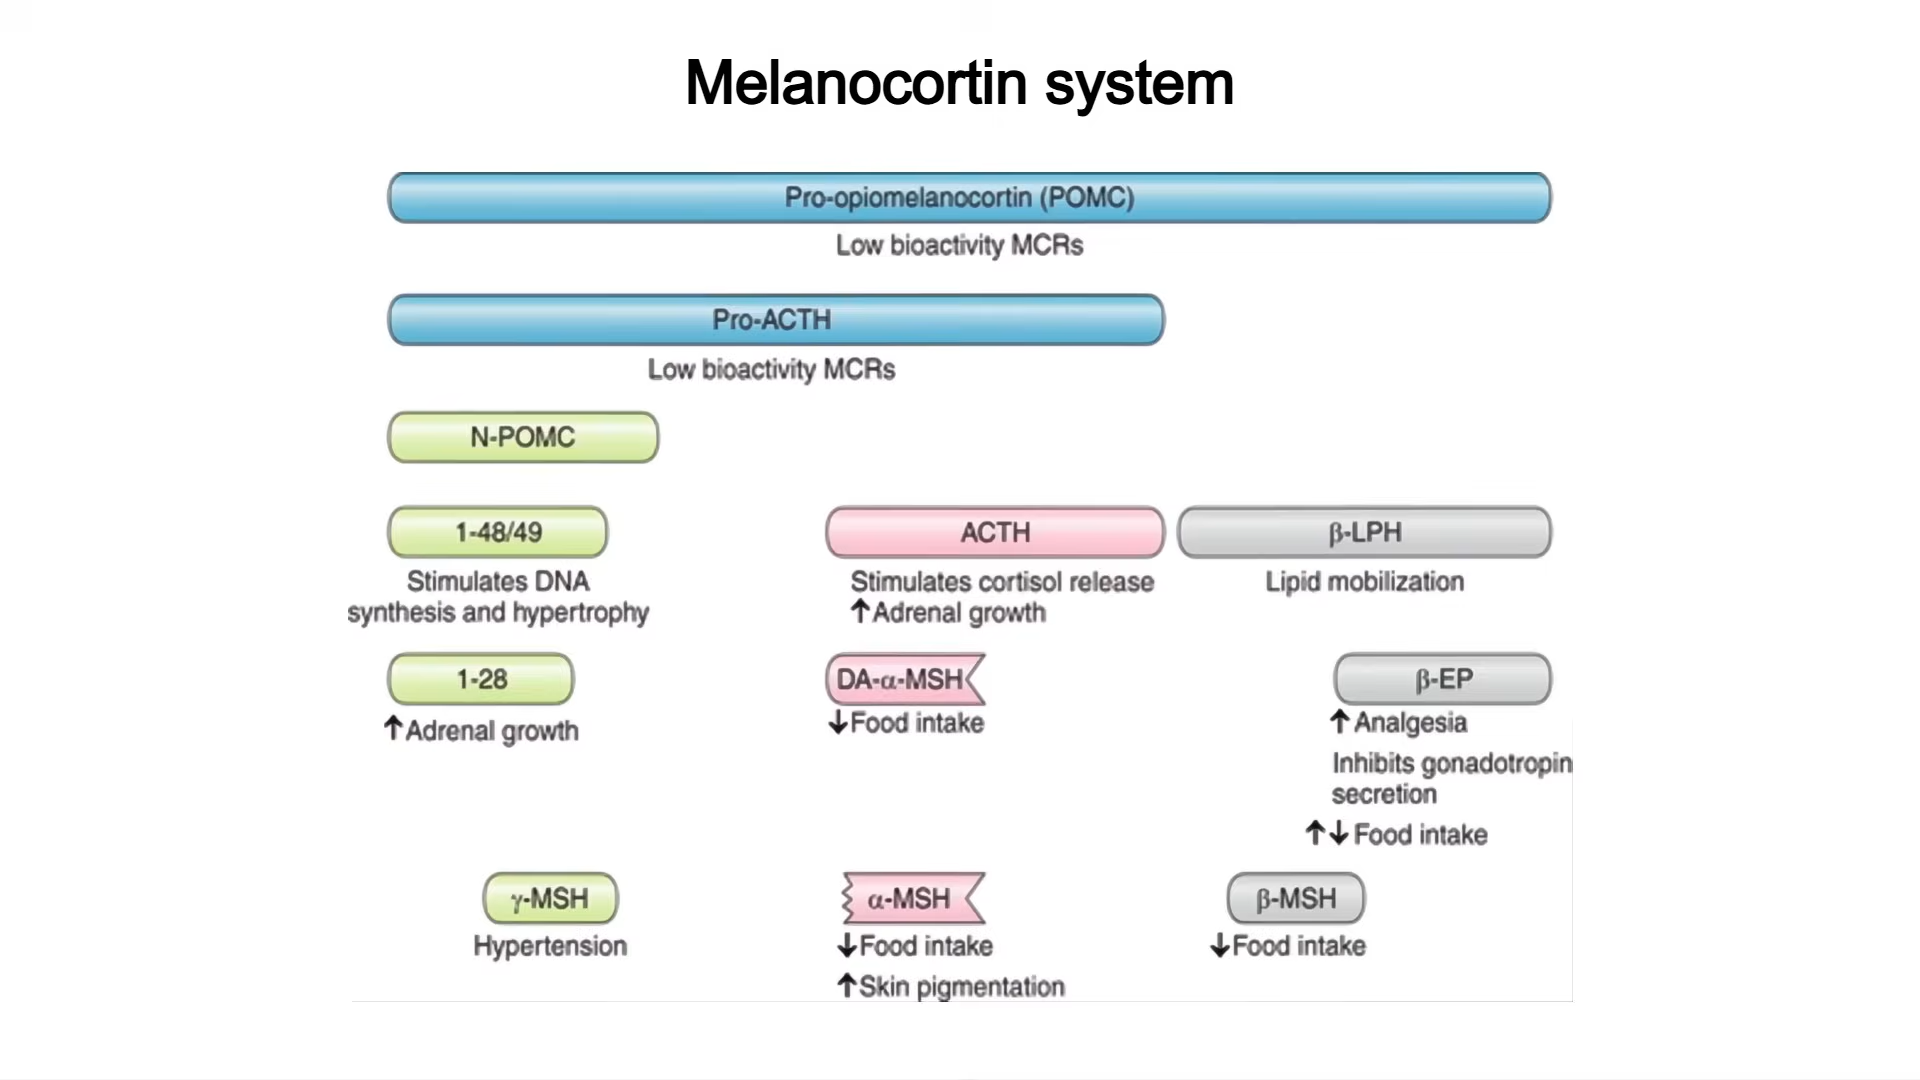 Melanocortin system
Pro-opiomelanocortin (POMC)
Low bioactivity MCRs
Pro-ACTH
Low bioactivity MCRs
N-POMC
1-48/49
Stimulates DNA
synthesis and hypertrophy
ACTH
Stimulates cortisol release
↑Adrenal growth
β-LPH
Lipid mobilization
1-28
↑Adrenal growth
DA-α-MSH
↓Food intake
β-EP
↑Analgesia
Inhibits gonadotropin
secretion
↑↓Food intake
γ-MSH
Hypertension
α-MSH
↓Food intake
↑Skin pigmentation
β-MSH
↓Food intake